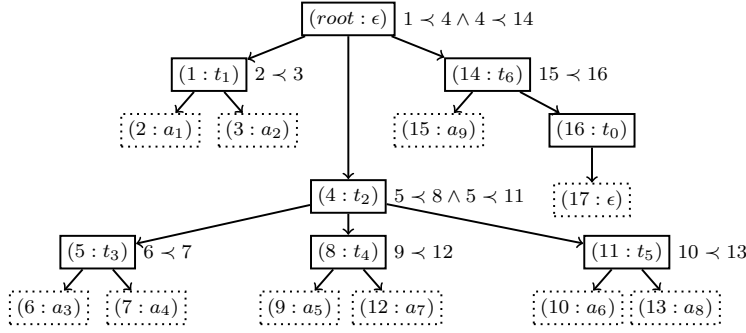 (root : ϵ) 1 ≺ 4 ∧ 4 ≺ 14
(1 : t₁) 2 ≺ 3 (14 : t₆) 15 ≺ 16
(2 : a₁) (3 : a₂) (15 : a₉) (16 : t₀)
(4 : t₂) 5 ≺ 8 ∧ 5 ≺ 11 (17 : ϵ)
(5 : t₃) 6 ≺ 7 (8 : t₄) 9 ≺ 12 (11 : t₅) 10 ≺ 13
(6 : a₃) (7 : a₄) (9 : a₅) (12 : a₇) (10 : a₆) (13 : a₈)